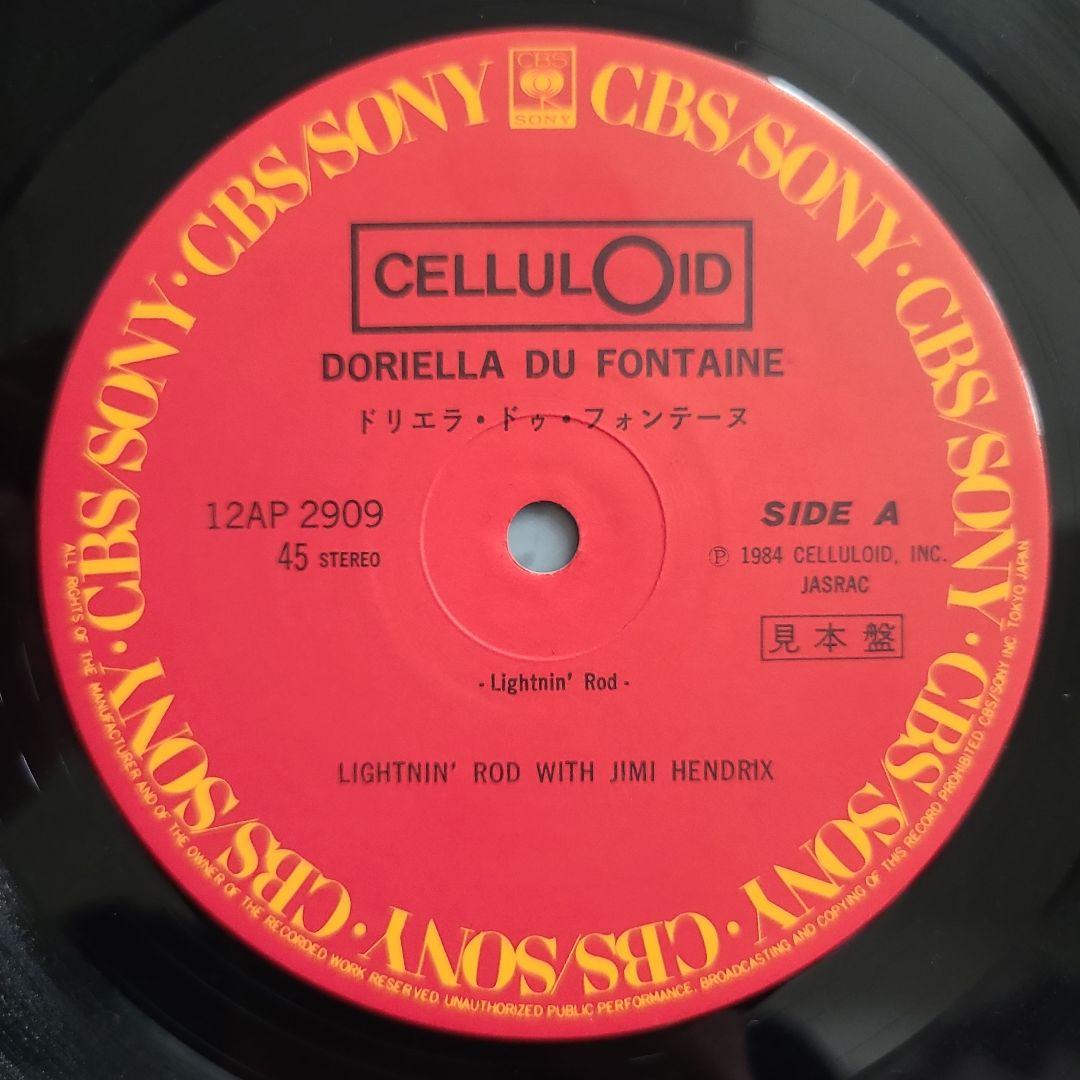 CBS
SONY
CBS/SONY · CBS/SONY · CBS/SONY · CBS/SONY · CBS/SONY · CBS/SONY · CBS/SONY · CBS/SONY
CELLULOID
DORIELLA DU FONTAINE
ドリエラ・ドゥ・フォンテーヌ
12AP 2909
45 STEREO
SIDE A
Ⓟ 1984 CELLULOID, INC.
JASRAC
見本盤
- Lightnin' Rod -
LIGHTNIN' ROD WITH JIMI HENDRIX
ALL RIGHTS OF THE MANUFACTURER AND OF THE OWNER OF THE RECORDED WORK RESERVED. UNAUTHORIZED PUBLIC PERFORMANCE, BROADCASTING AND COPYING OF THIS RECORD PROHIBITED. CBS/SONY INC. TOKYO JAPAN